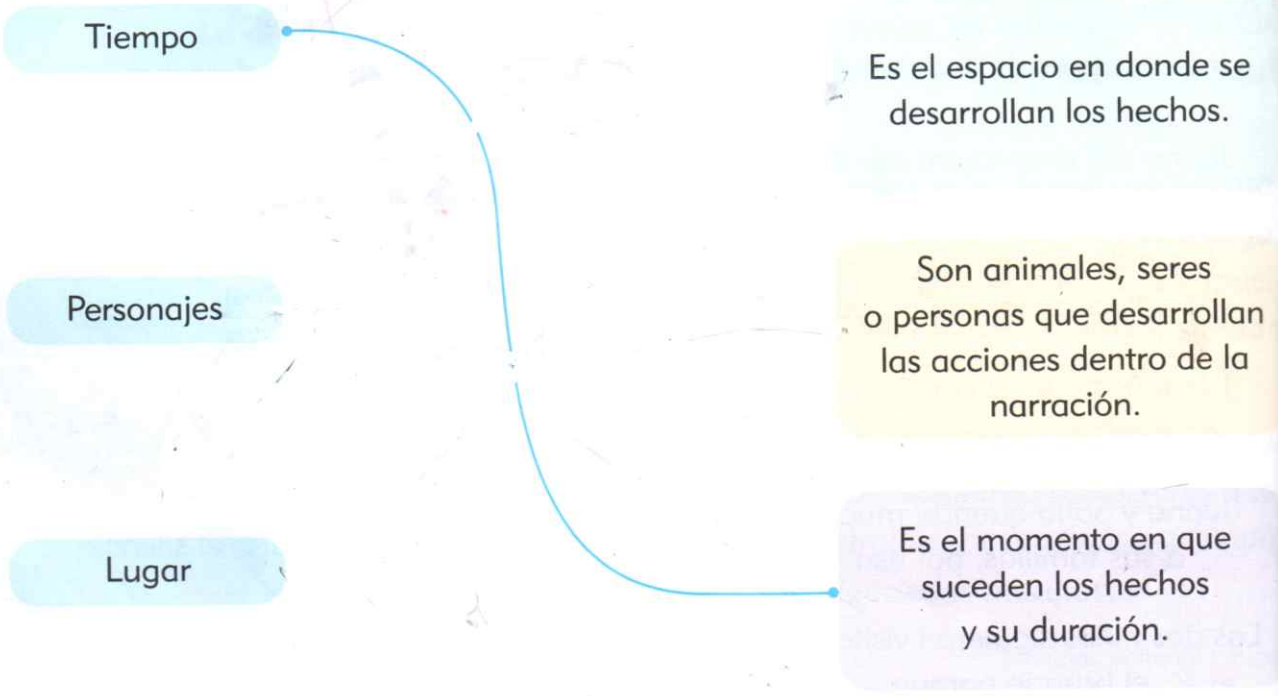 Tiempo
Es el espacio en donde se
desarrollan los hechos.
Personajes
Son animales, seres
o personas que desarrollan
las acciones dentro de la
narración.
Lugar
Es el momento en que
suceden los hechos
y su duración.